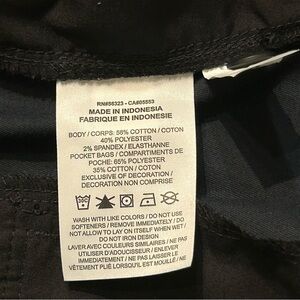 RN#56323 - CA#05553
MADE IN INDONESIA
FABRIQUE EN INDONESIE
BODY / CORPS: 58% COTTON / COTON
40% POLYESTER
2% SPANDEX / ELASTHANNE
POCKET BAGS / COMPARTIMENTS DE
POCHE: 65% POLYESTER
35% COTTON / COTON
EXCLUSIVE OF DECORATION /
DECORATION NON COMPRISE
WASH WITH LIKE COLORS / DO NOT USE
SOFTENERS / REMOVE IMMEDIATELY / DO
NOT ALLOW TO LAY ON ITSELF WHEN WET /
DO NOT IRON DESIGN
LAVER AVEC COULEURS SIMILAIRES / NE PAS
UTILISER D'ADOUCISSEUR / ENLEVER
IMMÉDIATEMENT / NE PAS LAISSER LE
VÊTEMENT PLIÉ LORSQU'IL EST MOUILLÉ / NE